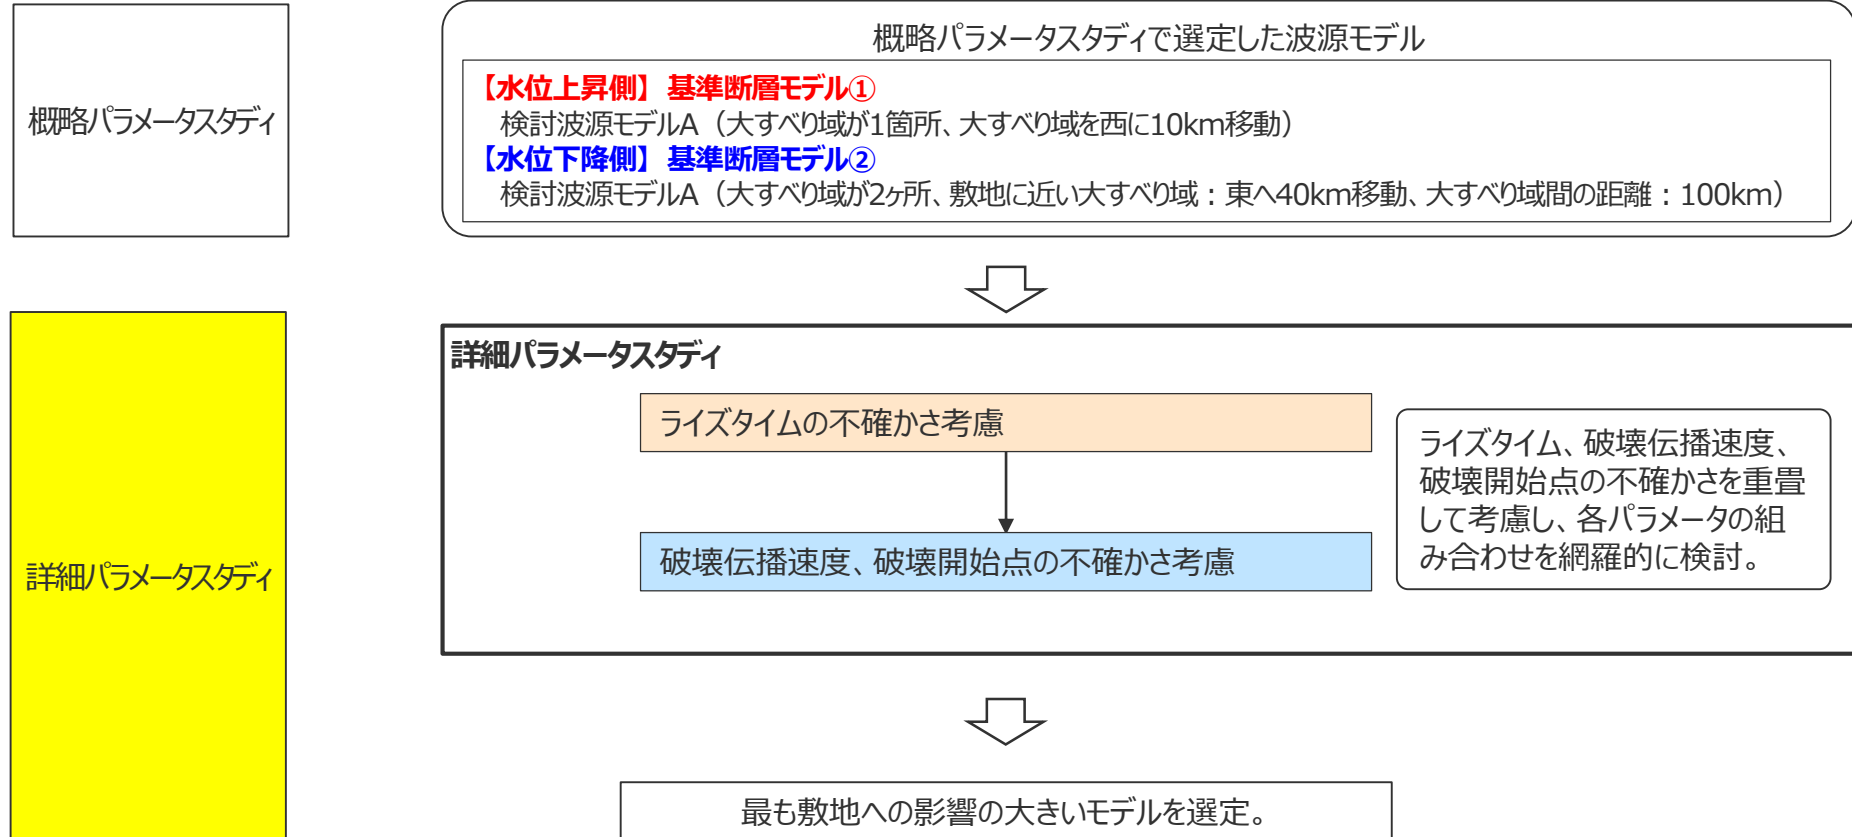 概略パラメータスタディ
概略パラメータスタディで選定した波源モデル
【水位上昇側】基準断層モデル①
検討波源モデルA（大すべり域が1箇所、大すべり域を西に10km移動）
【水位下降側】基準断層モデル②
検討波源モデルA（大すべり域が2ヶ所、敷地に近い大すべり域：東へ40km移動、大すべり域間の距離：100km）
詳細パラメータスタディ
詳細パラメータスタディ
ライズタイムの不確かさ考慮
破壊伝播速度、破壊開始点の不確かさ考慮
ライズタイム、破壊伝播速度、
破壊開始点の不確かさを重畳
して考慮し、各パラメータの組
み合わせを網羅的に検討。
最も敷地への影響の大きいモデルを選定。